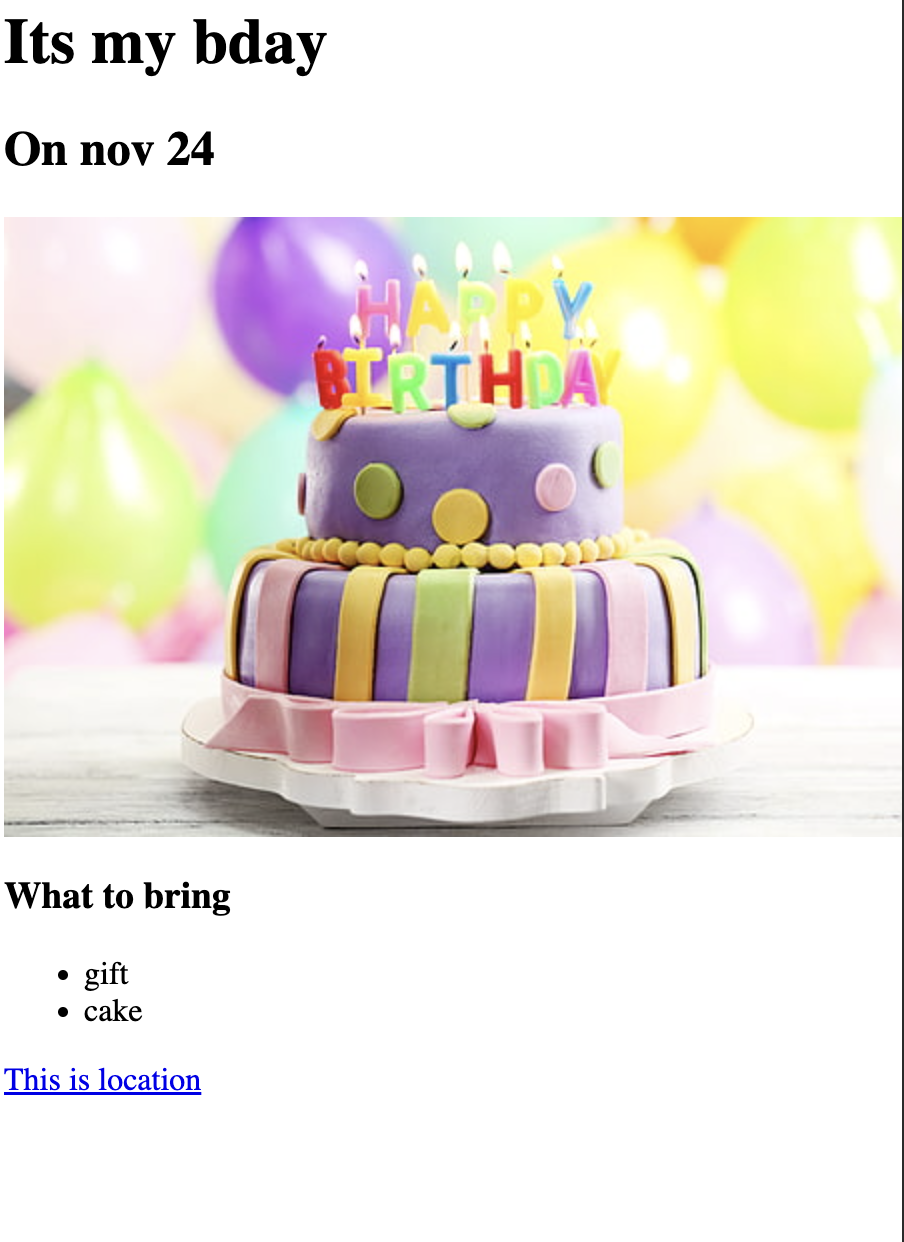 Its my bday
On nov 24
HAPPY
BIRTHDAY
What to bring
gift
cake
This is location